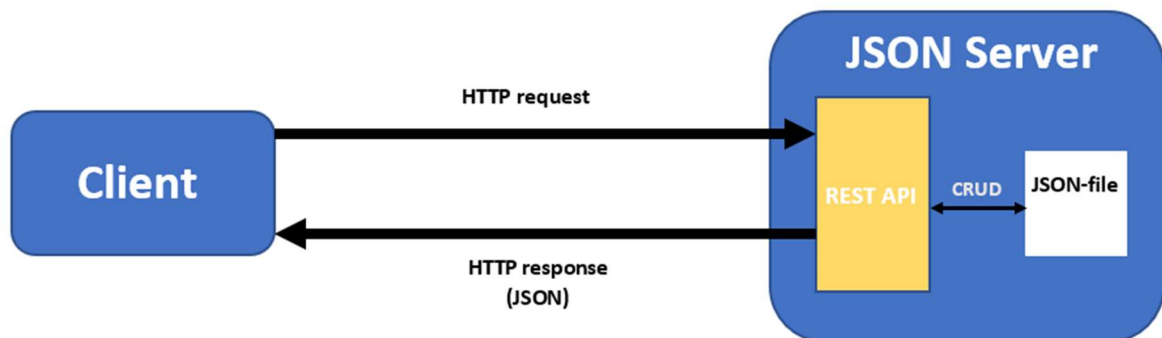 JSON Server
HTTP request
Client
REST API
CRUD
JSON-file
HTTP response
(JSON)